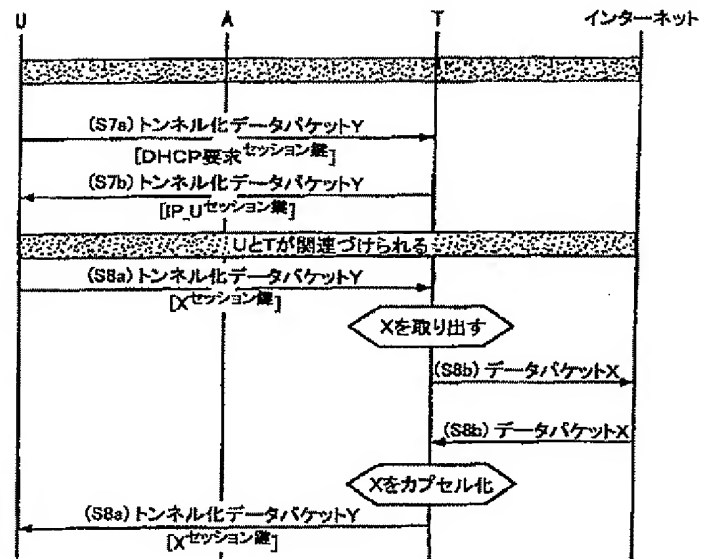 U A T インターネット
(S7a) トンネル化データパケットY
[DHCP要求セッション鍵]
(S7b) トンネル化データパケットY
[IP_Uセッション鍵]
UとTが関連づけられる
(S8a) トンネル化データパケットY
[Xセッション鍵]
Xを取り出す
(S8b) データパケットX
(S8b) データパケットX
Xをカプセル化
(S8a) トンネル化データパケットY
[Xセッション鍵]